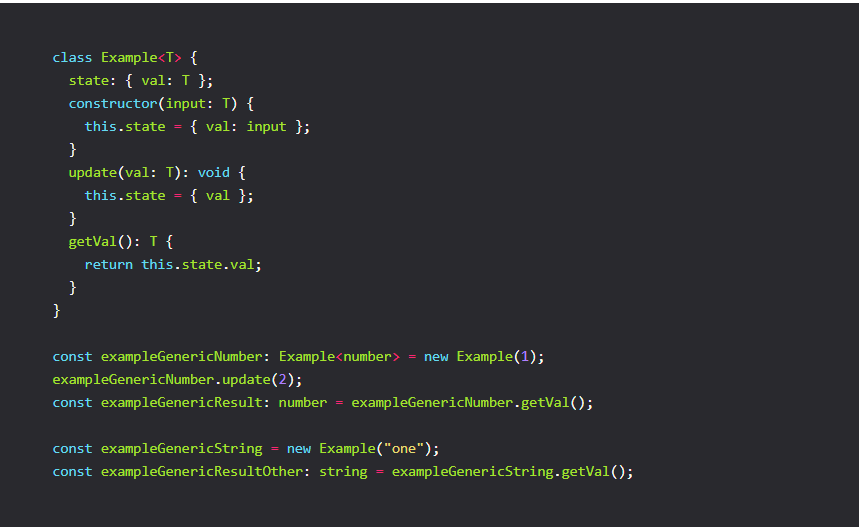 class Example<T> {
  state: { val: T };
  constructor(input: T) {
    this.state = { val: input };
  }
  update(val: T): void {
    this.state = { val };
  }
  getVal(): T {
    return this.state.val;
  }
}

const exampleGenericNumber: Example<number> = new Example(1);
exampleGenericNumber.update(2);
const exampleGenericResult: number = exampleGenericNumber.getVal();

const exampleGenericString = new Example("one");
const exampleGenericResultOther: string = exampleGenericString.getVal();